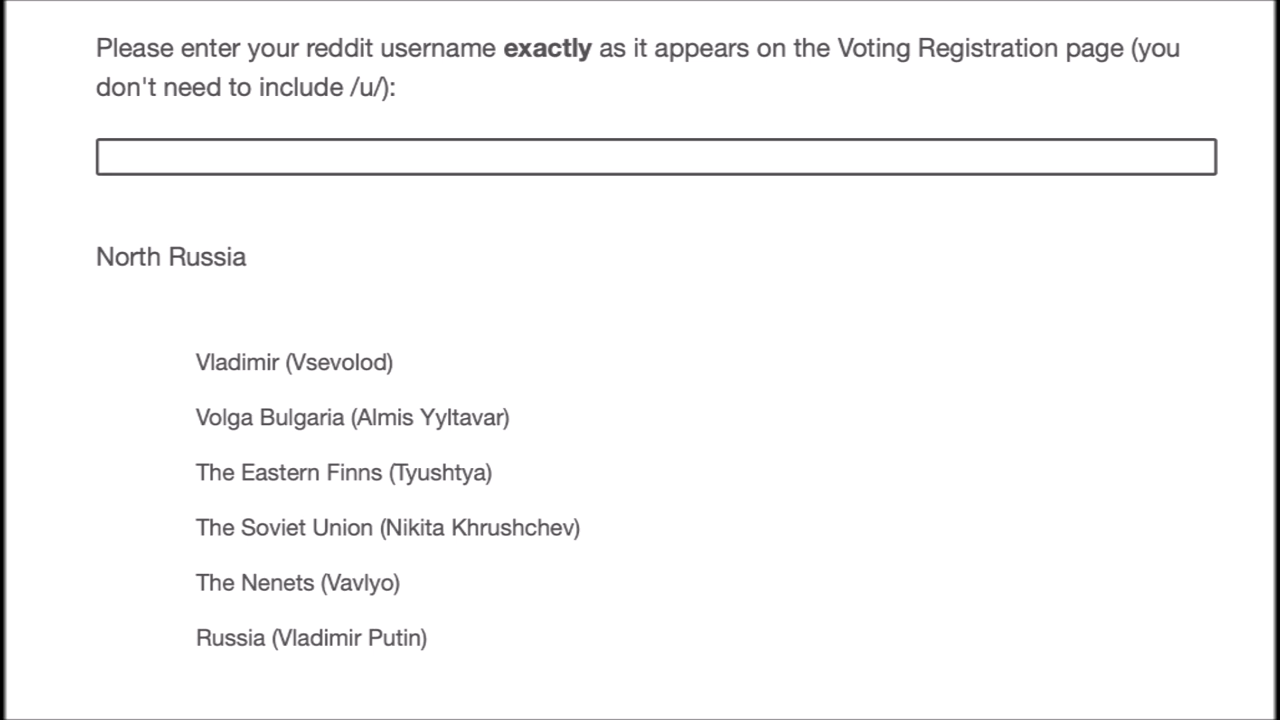 Please enter your reddit username exactly as it appears on the Voting Registration page (you
don't need to include /u/):
North Russia
Vladimir (Vsevolod)
Volga Bulgaria (Almis Yyltavar)
The Eastern Finns (Tyushtya)
The Soviet Union (Nikita Khrushchev)
The Nenets (Vavlyo)
Russia (Vladimir Putin)